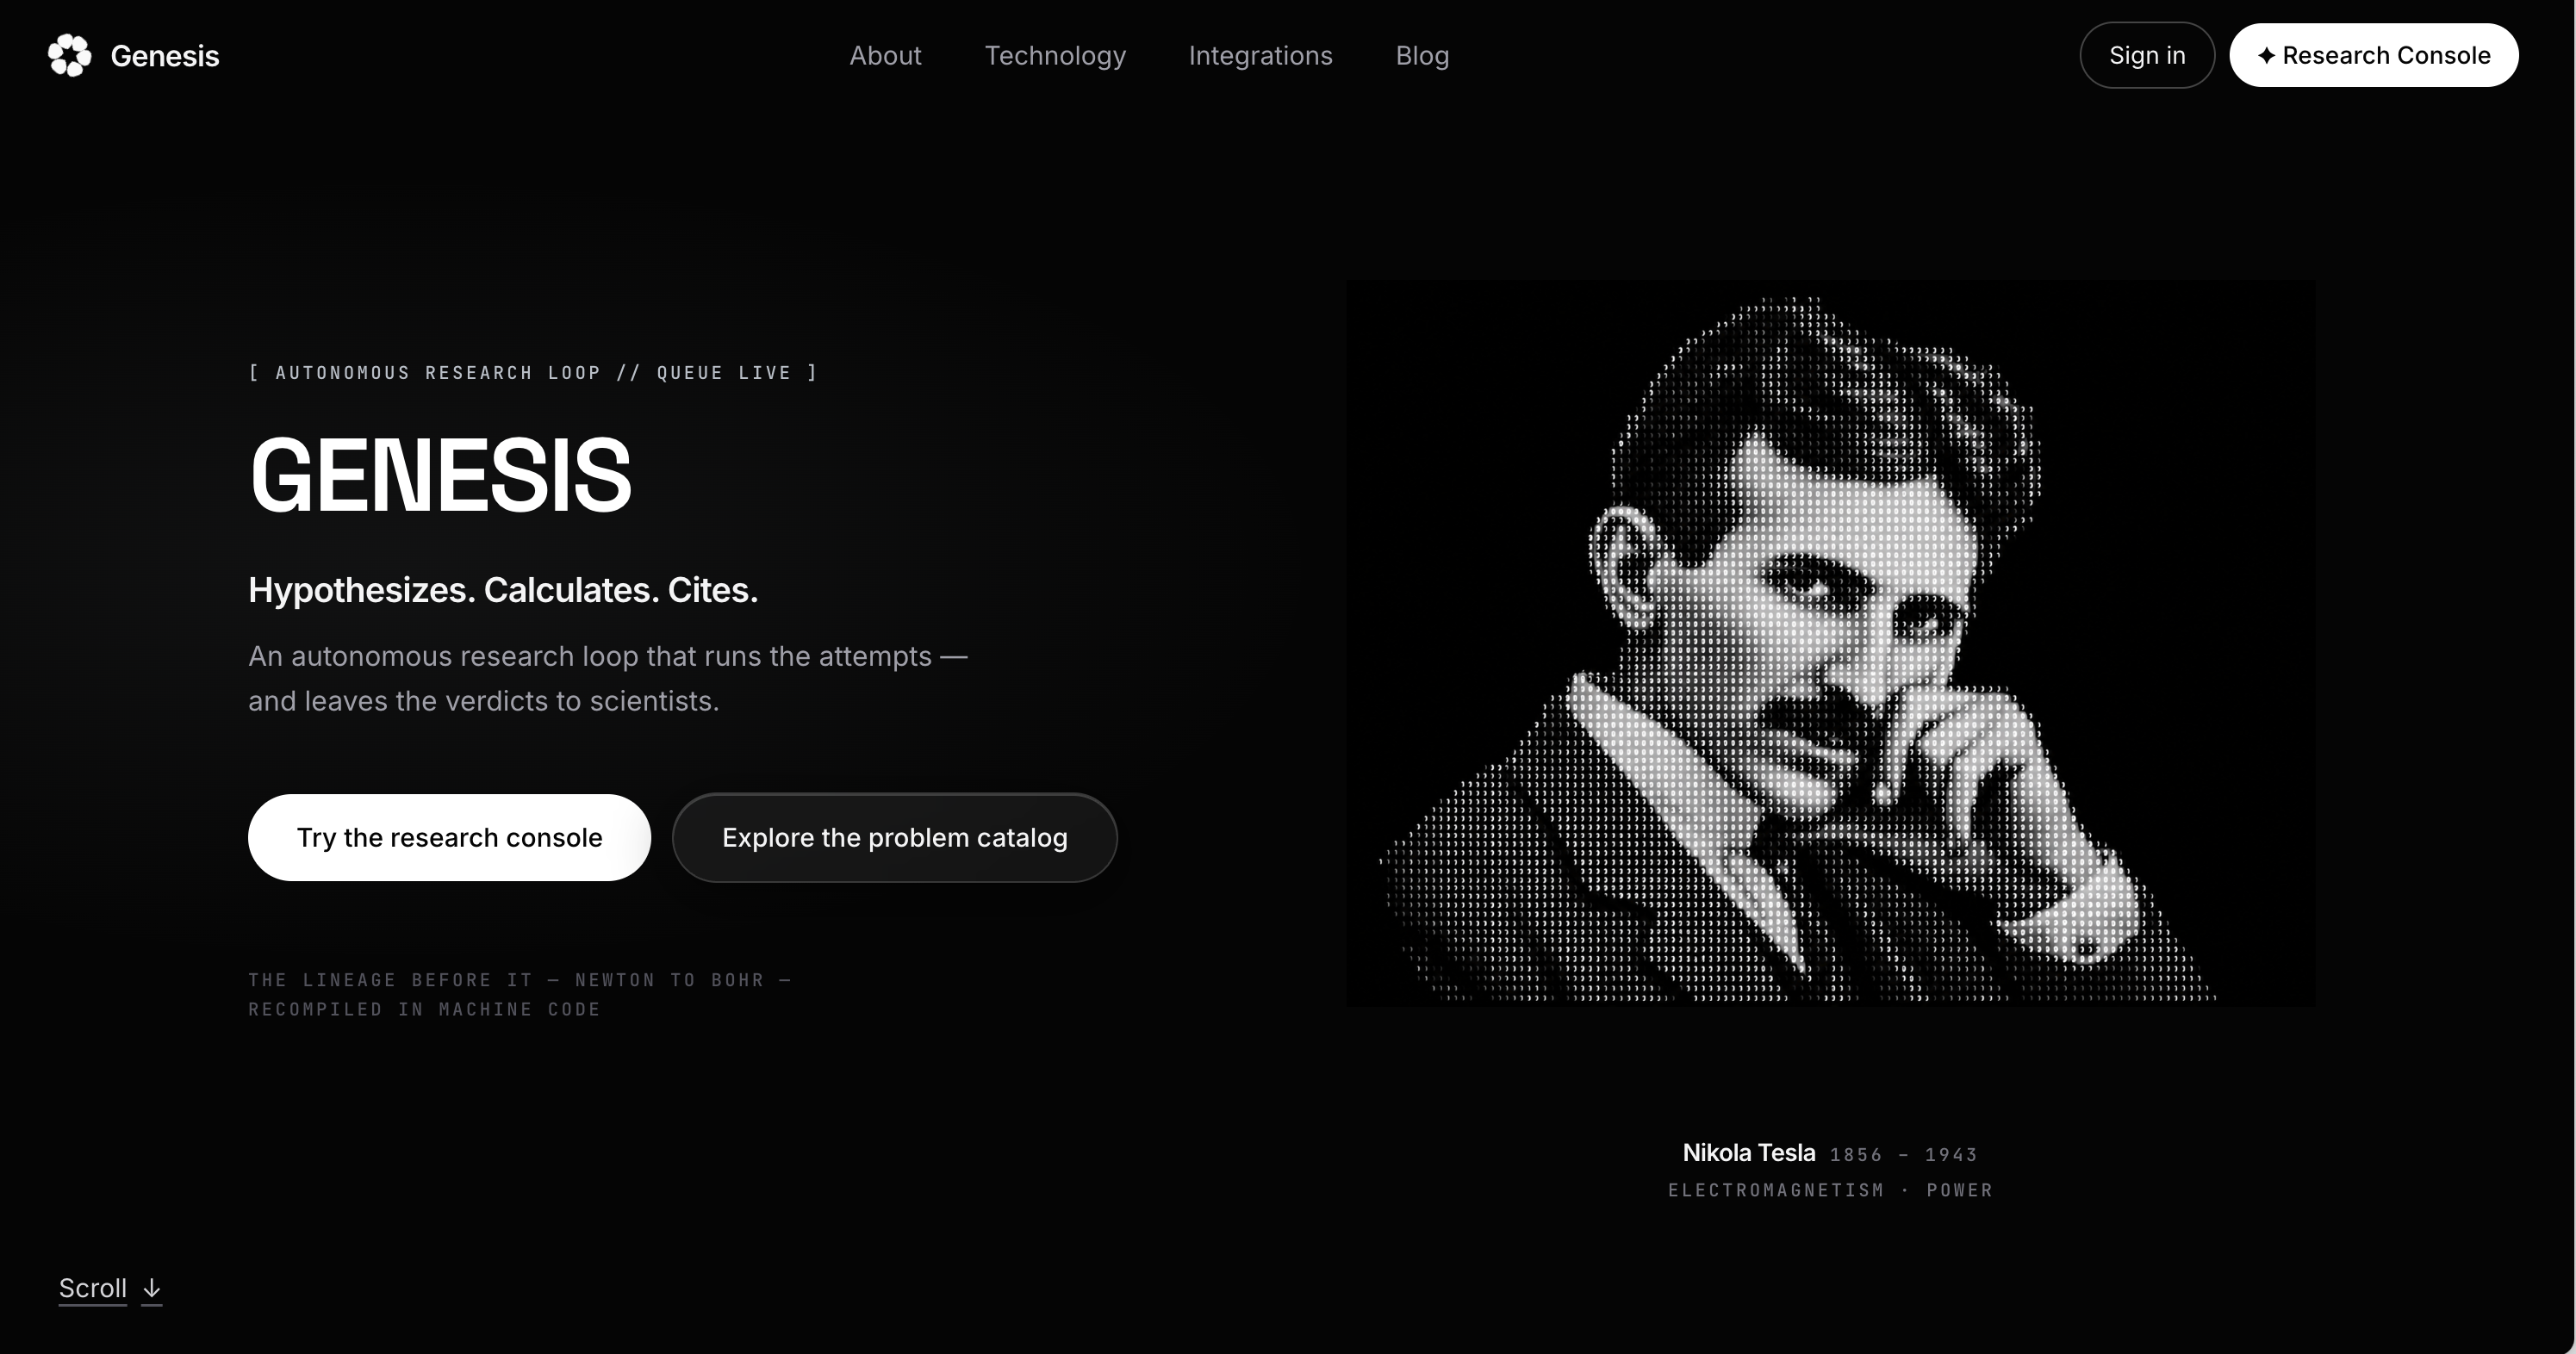 Genesis
About
Technology
Integrations
Blog
Sign in
Research Console
[ AUTONOMOUS RESEARCH LOOP // QUEUE LIVE ]
GENESIS
Hypothesizes. Calculates. Cites.
An autonomous research loop that runs the attempts —
and leaves the verdicts to scientists.
Try the research console
Explore the problem catalog
THE LINEAGE BEFORE IT — NEWTON TO BOHR —
RECOMPILED IN MACHINE CODE
Nikola Tesla 1856 – 1943
ELECTROMAGNETISM · POWER
Scroll ↓